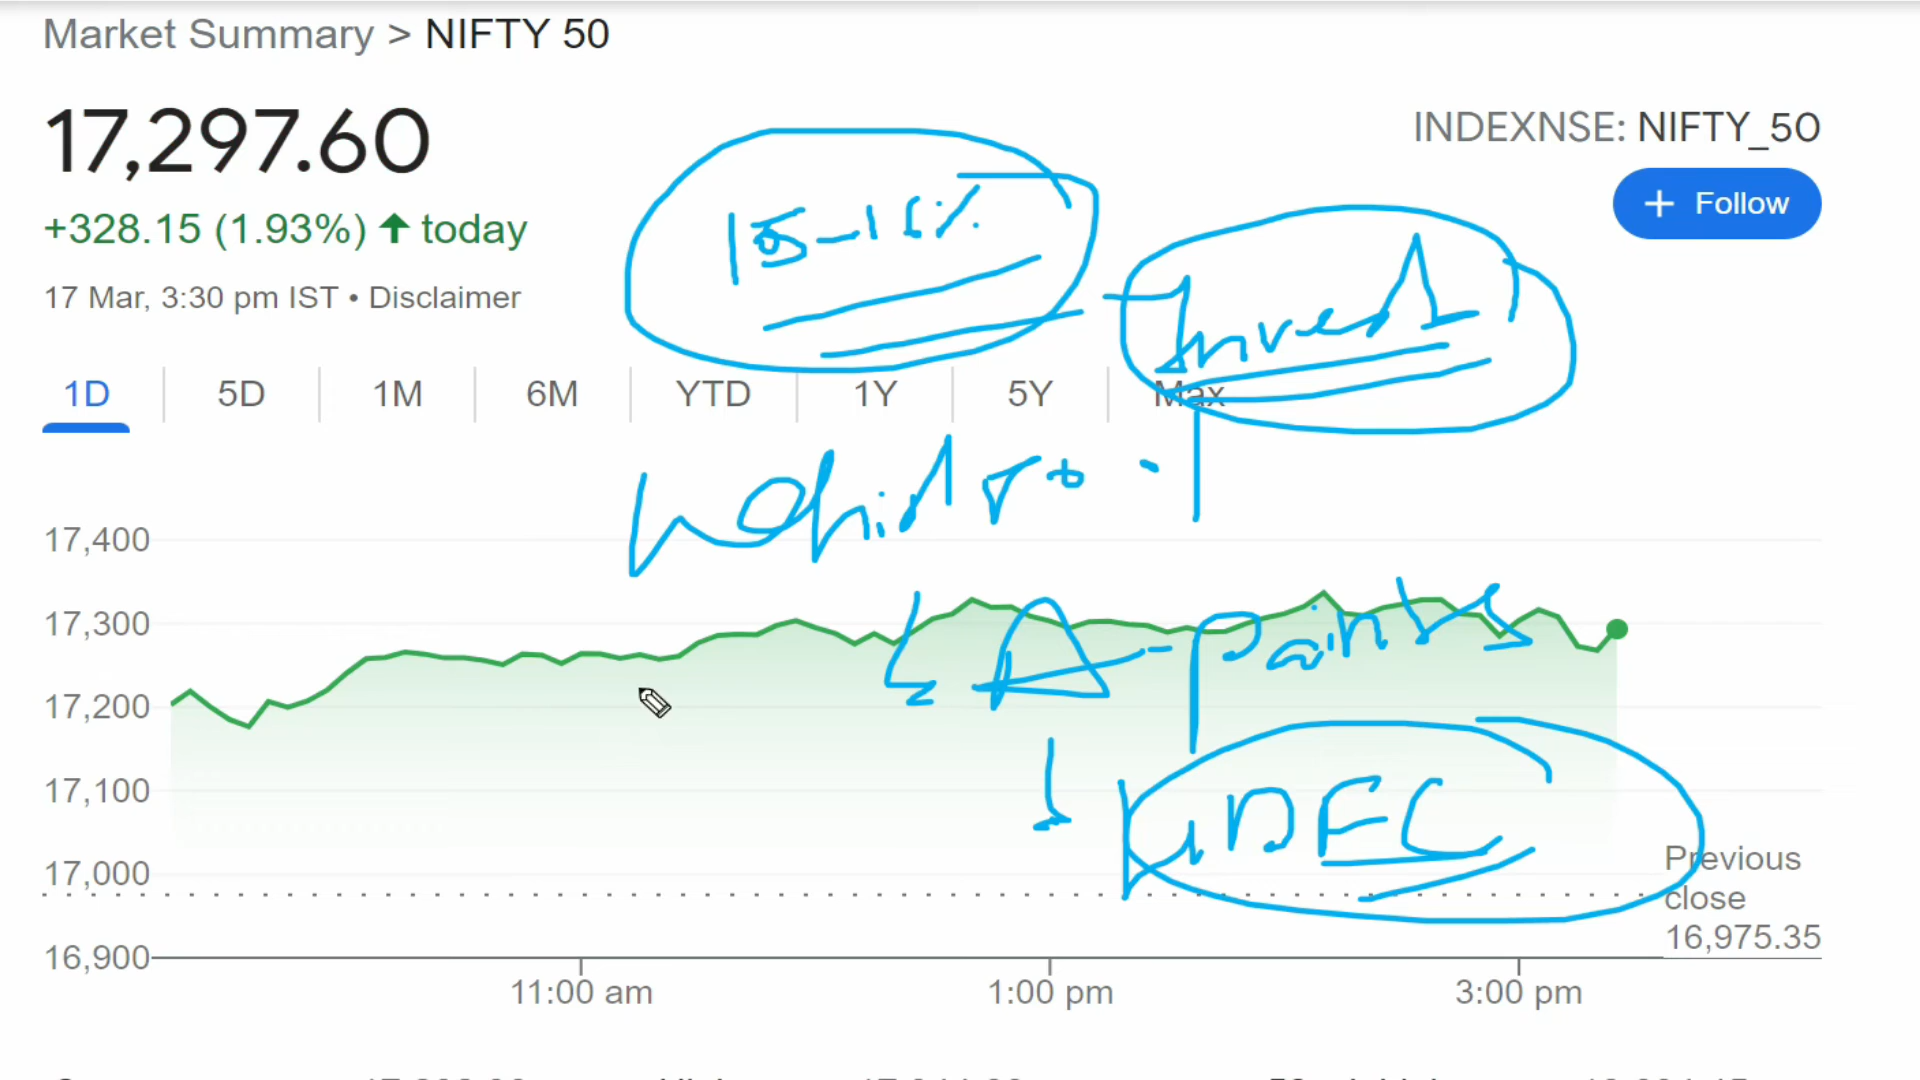 Market Summary > NIFTY 50
17,297.60
+328.15 (1.93%) ↑ today
17 Mar, 3:30 pm IST • Disclaimer
INDEXNSE: NIFTY_50
+ Follow
15-16%
Invest
1D 5D 1M 6M YTD 1Y 5Y Max
A-Paints
HDFC
17,400
17,300
17,200
17,100
17,000
16,900
Previous
close
16,975.35
11:00 am 1:00 pm 3:00 pm